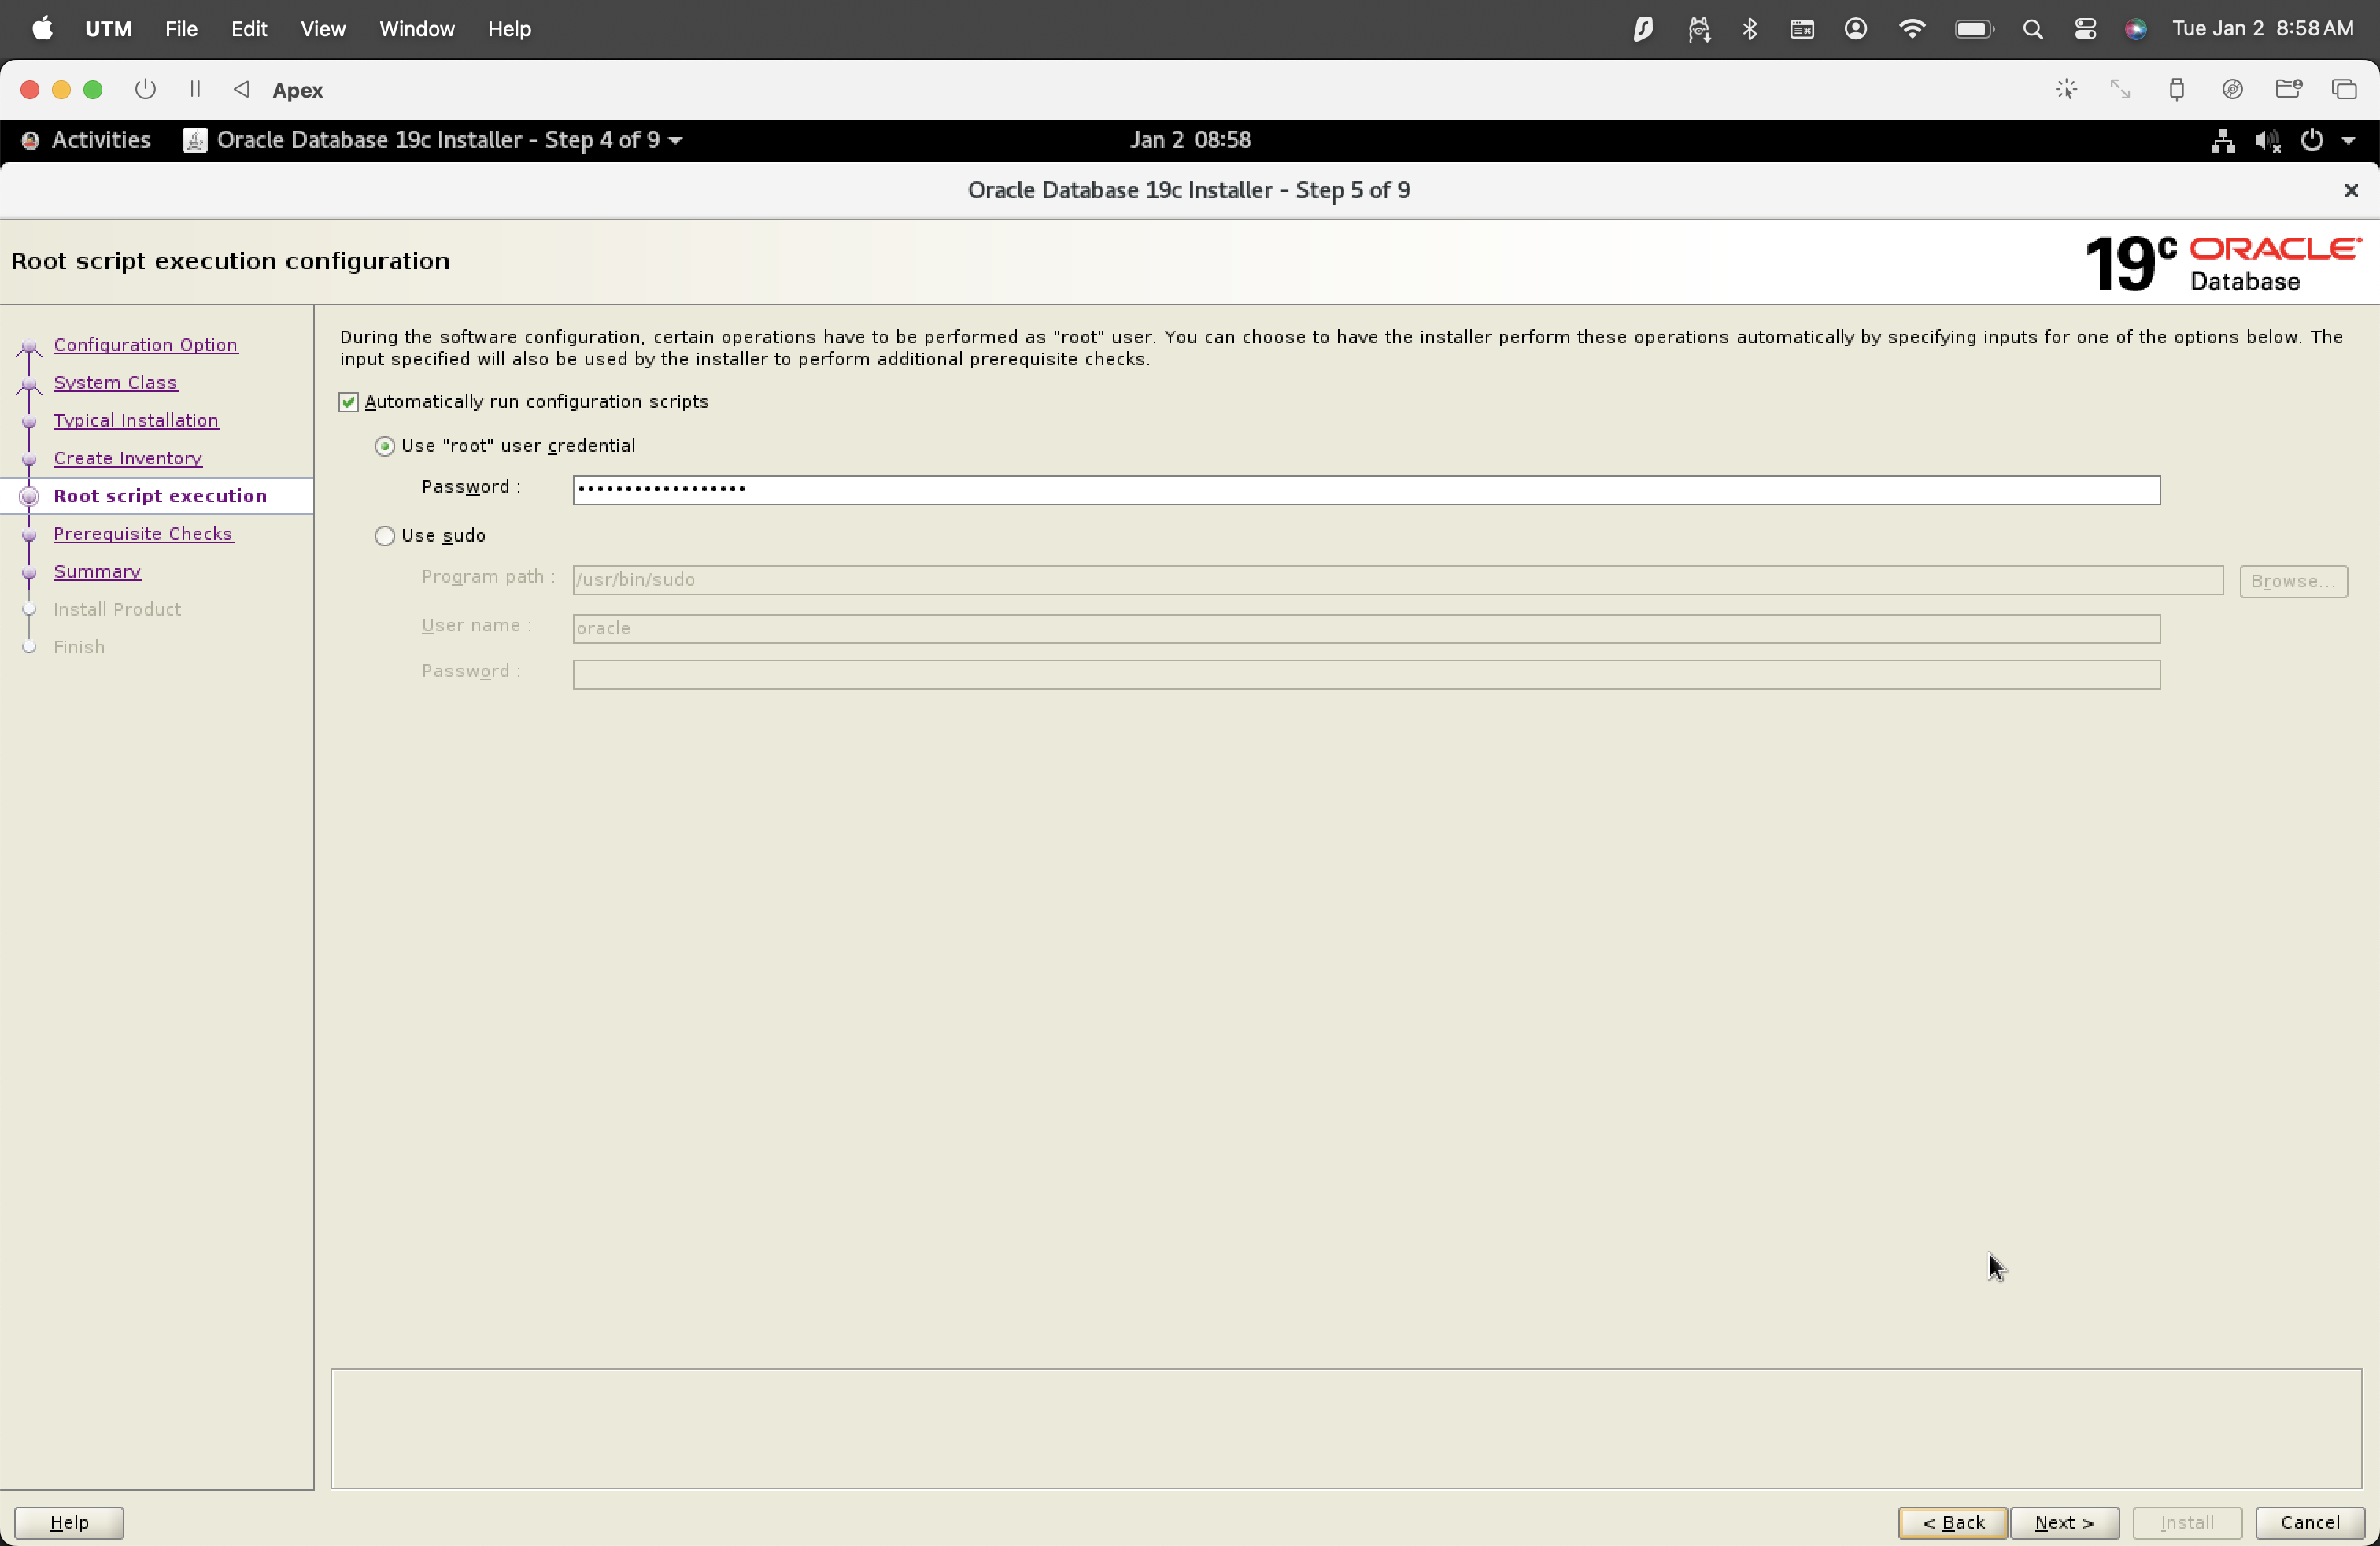 UTM File Edit View Window Help Tue Jan 2 8:58 AM
Apex
Activities Oracle Database 19c Installer - Step 4 of 9 Jan 2 08:58
Oracle Database 19c Installer - Step 5 of 9
Root script execution configuration
19c ORACLE
Database
Configuration Option
System Class
Typical Installation
Create Inventory
Root script execution
Prerequisite Checks
Summary
Install Product
Finish
During the software configuration, certain operations have to be performed as "root" user. You can choose to have the installer perform these operations automatically by specifying inputs for one of the options below. The
input specified will also be used by the installer to perform additional prerequisite checks.
Automatically run configuration scripts
Use "root" user credential
Password :
Use sudo
Program path : /usr/bin/sudo Browse...
User name : oracle
Password :
Help < Back Next > Install Cancel